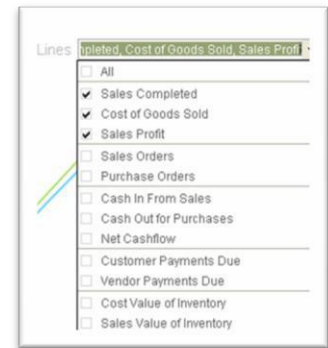 Lines mpleted, Cost of Goods Sold, Sales Profi
All
Sales Completed
Cost of Goods Sold
Sales Profit
Sales Orders
Purchase Orders
Cash In From Sales
Cash Out for Purchases
Net Cashflow
Customer Payments Due
Vendor Payments Due
Cost Value of Inventory
Sales Value of Inventory